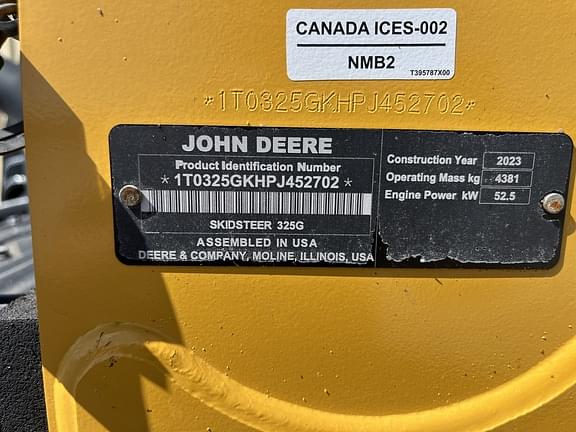 CANADA ICES-002
NMB2
T395787X00
*1T0325GKHPJ452702*
JOHN DEERE
Product Identification Number
*1T0325GKHPJ452702*
SKIDSTEER 325G
ASSEMBLED IN USA
DEERE & COMPANY, MOLINE, ILLINOIS, USA
Construction Year 2023
Operating Mass kg 4381
Engine Power kW 52.5